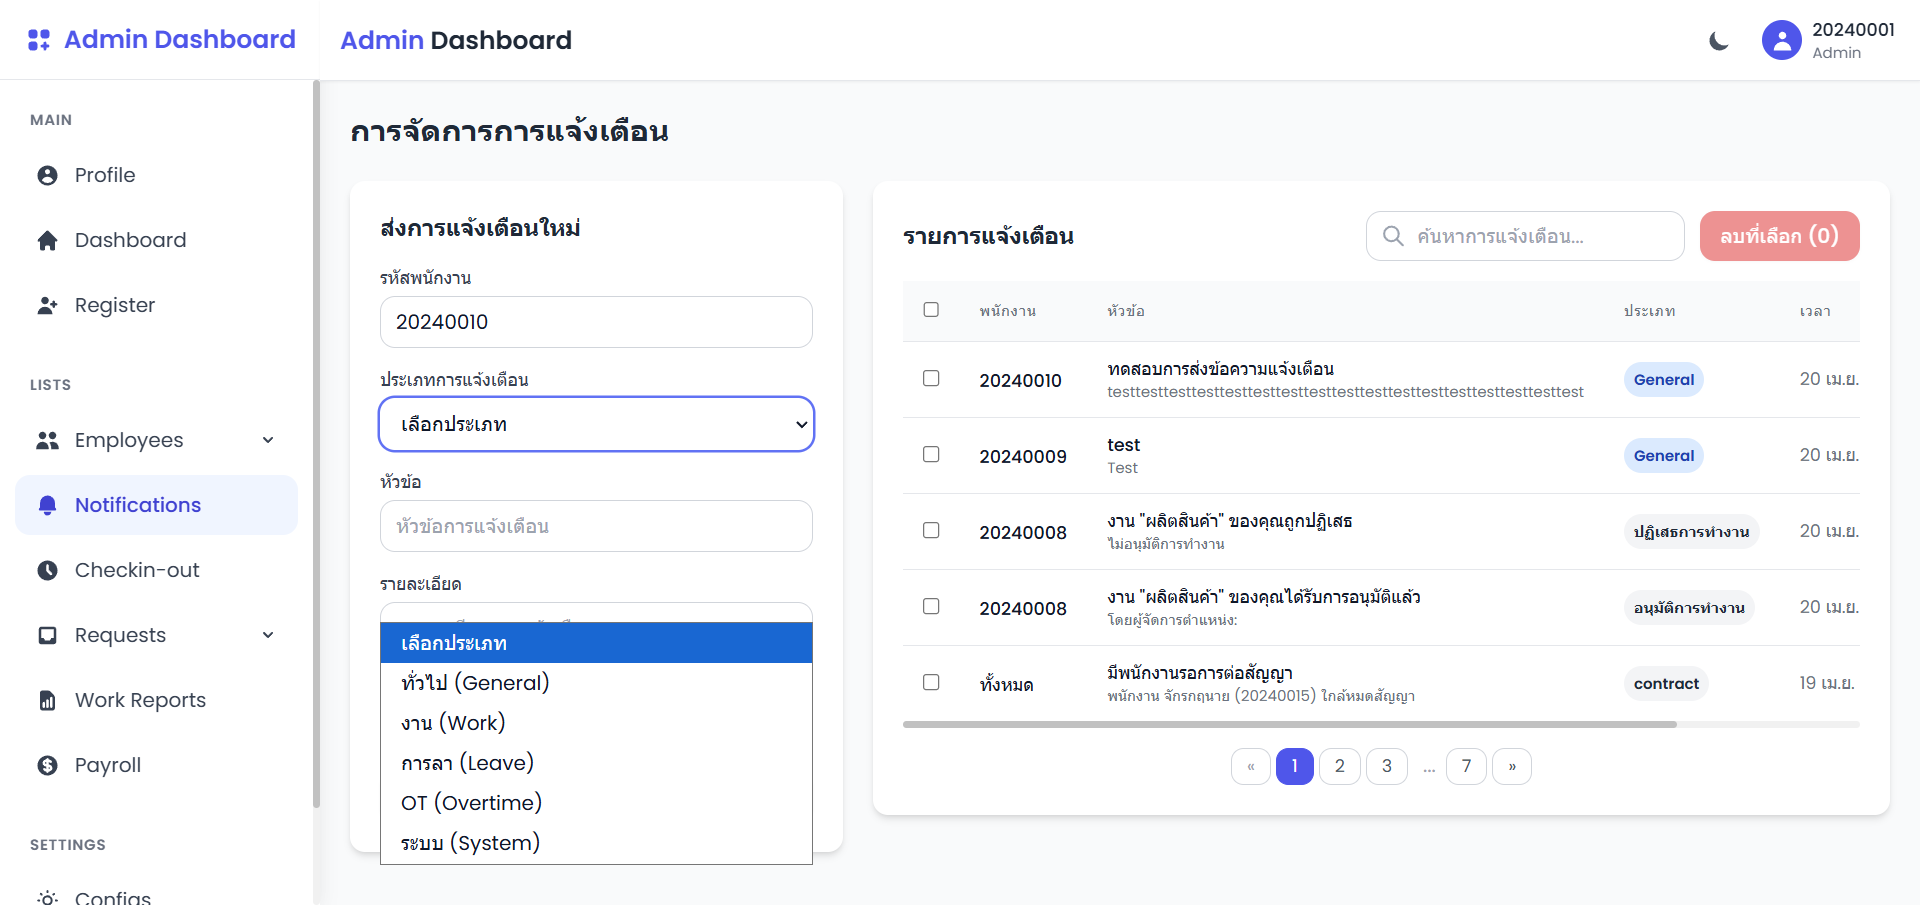 Admin Dashboard
Admin Dashboard
20240001
Admin
MAIN
Profile
Dashboard
Register
LISTS
Employees
Notifications
Checkin-out
Requests
Work Reports
Payroll
SETTINGS
Configs
การจัดการการแจ้งเตือน
ส่งการแจ้งเตือนใหม่
รหัสพนักงาน
20240010
ประเภทการแจ้งเตือน
เลือกประเภท
หัวข้อ
หัวข้อการแจ้งเตือน
รายละเอียด
เลือกประเภท
ทั่วไป (General)
งาน (Work)
การลา (Leave)
OT (Overtime)
ระบบ (System)
รายการแจ้งเตือน
ค้นหาการแจ้งเตือน...
ลบที่เลือก (0)
พนักงาน หัวข้อ ประเภท เวลา
20240010 ทดสอบการส่งข้อความแจ้งเตือน General 20 เม.ย.
testtesttesttesttesttesttesttesttesttesttesttesttesttesttesttesttest
20240009 test General 20 เม.ย.
Test
20240008 งาน "ผลิตสินค้า" ของคุณถูกปฏิเสธ ปฏิเสธการทำงาน 20 เม.ย.
ไม่อนุมัติการทำงาน
20240008 งาน "ผลิตสินค้า" ของคุณได้รับการอนุมัติแล้ว อนุมัติการทำงาน 20 เม.ย.
โดยผู้จัดการตำแหน่ง:
ทั้งหมด มีพนักงานรอการต่อสัญญา contract 19 เม.ย.
พนักงาน จักรกฤนาย (20240015) ใกล้หมดสัญญา
« 1 2 3 ... 7 »